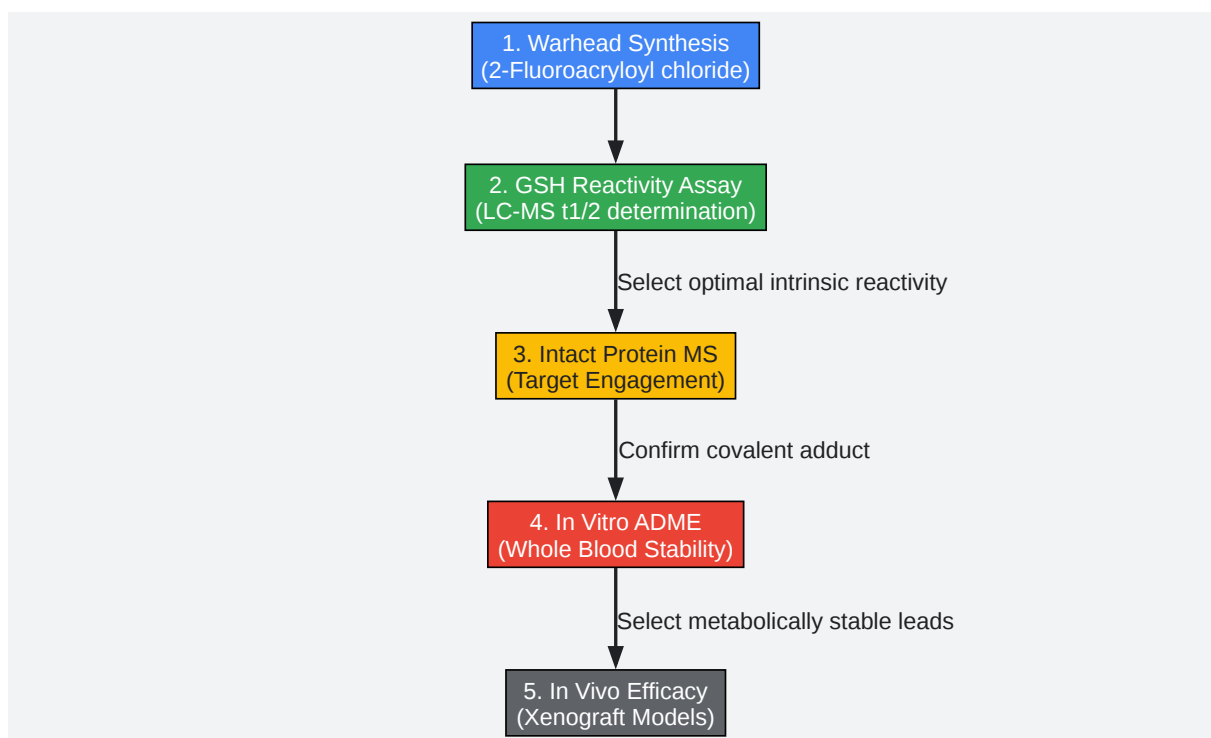 1. Warhead Synthesis
(2-Fluoroacryloyl chloride)
2. GSH Reactivity Assay
(LC-MS t1/2 determination)
Select optimal intrinsic reactivity
3. Intact Protein MS
(Target Engagement)
Confirm covalent adduct
4. In Vitro ADME
(Whole Blood Stability)
Select metabolically stable leads
5. In Vivo Efficacy
(Xenograft Models)